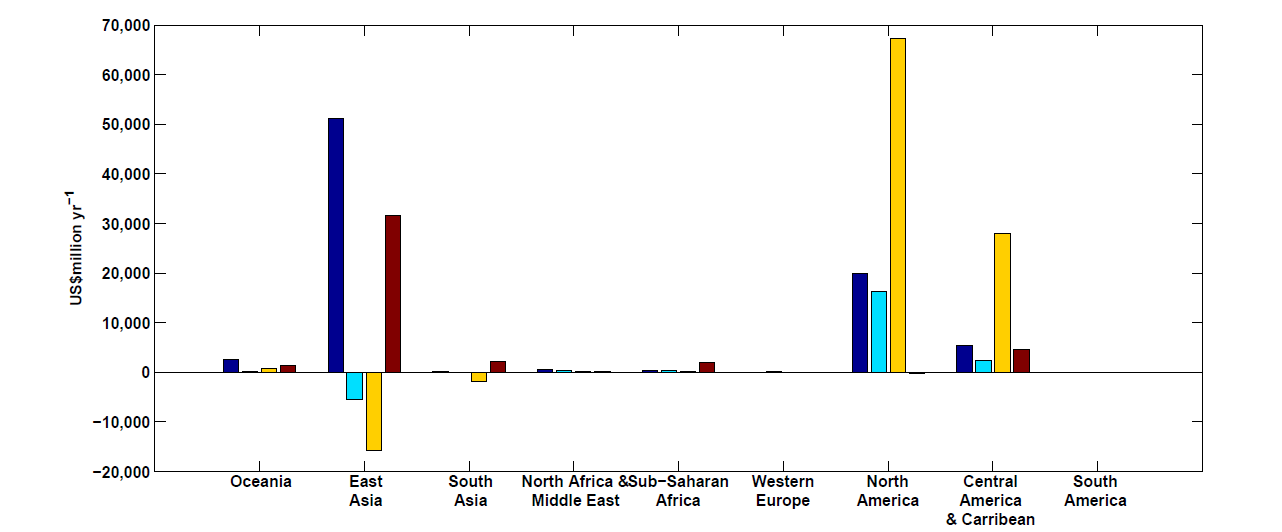 70,000
60,000
50,000
40,000
30,000
20,000
10,000
0
−10,000
−20,000
US$million yr⁻¹
Oceania
East
Asia
South
Asia
North Africa &
Middle East
Sub−Saharan
Africa
Western
Europe
North
America
Central
America
& Carribean
South
America